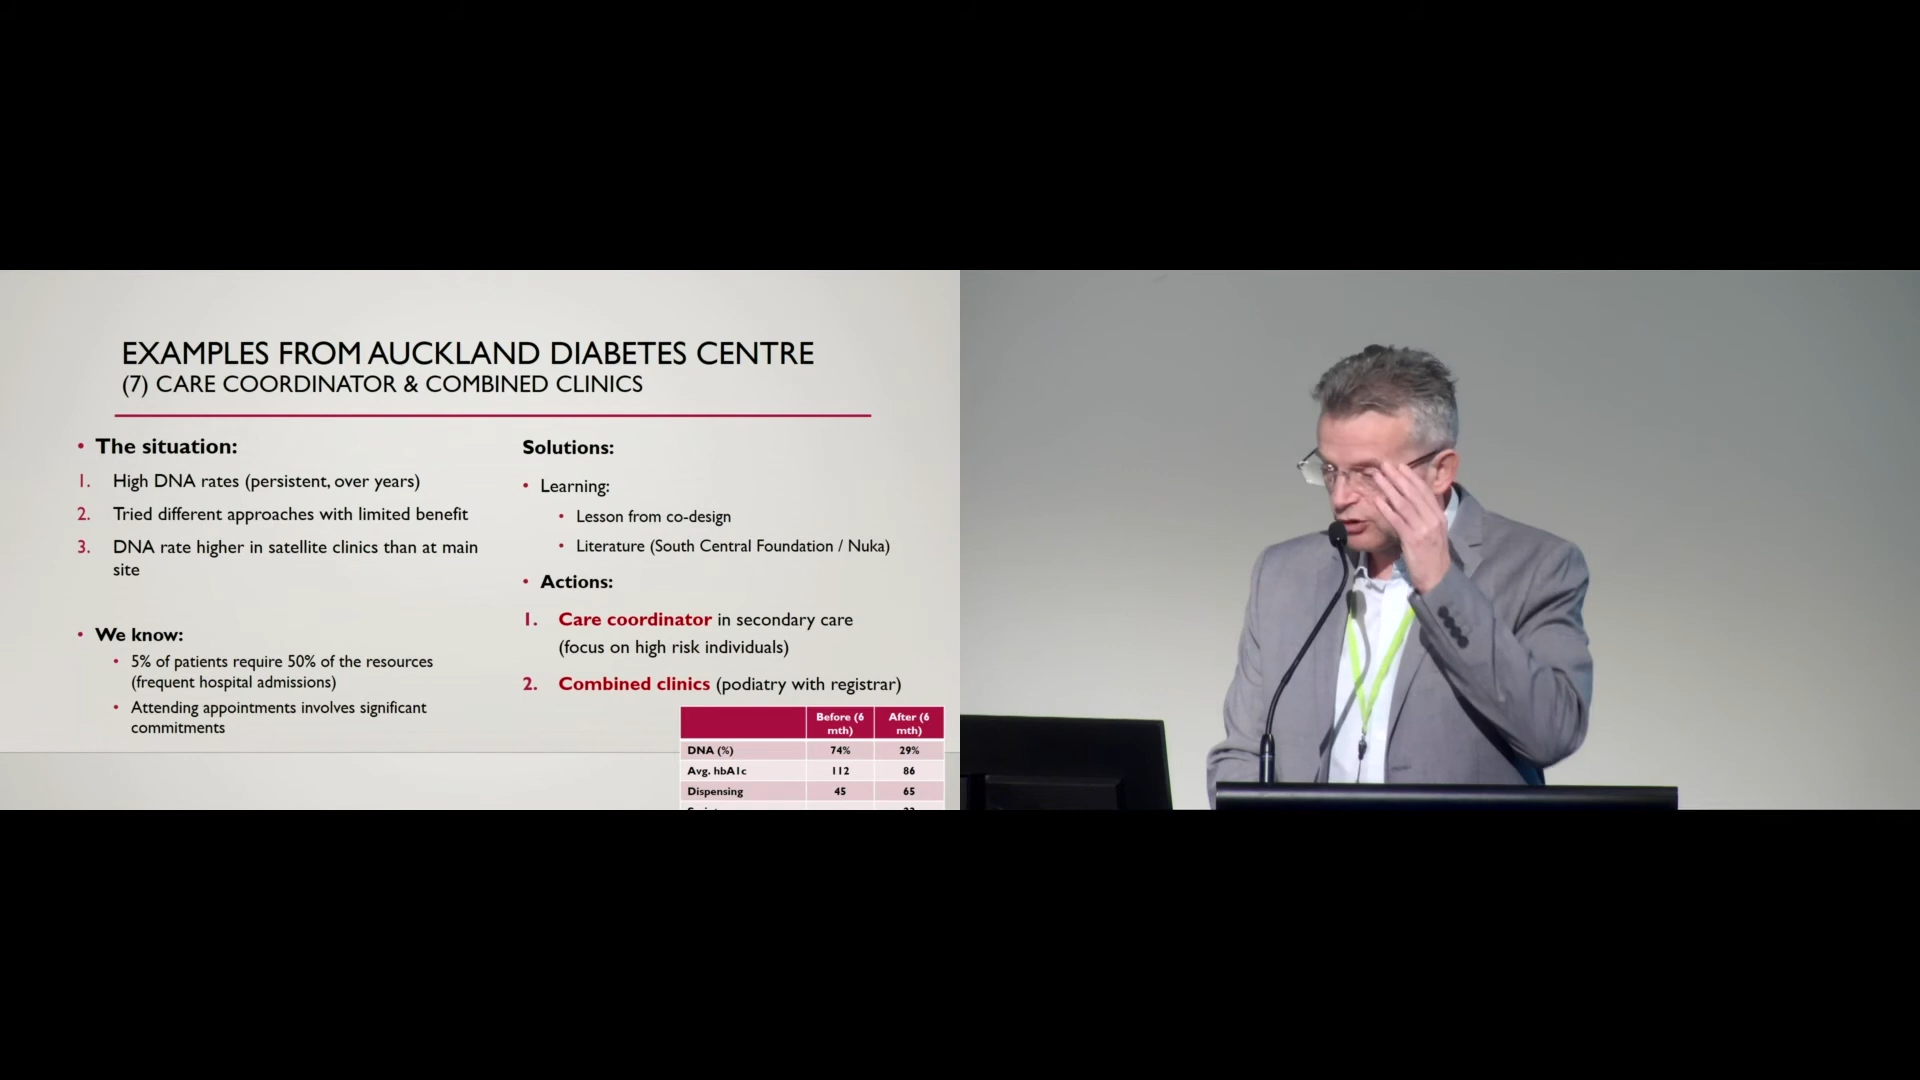 EXAMPLES FROM AUCKLAND DIABETES CENTRE
(7) CARE COORDINATOR & COMBINED CLINICS
• The situation:
1. High DNA rates (persistent, over years)
2. Tried different approaches with limited benefit
3. DNA rate higher in satellite clinics than at main
site
• We know:
• 5% of patients require 50% of the resources
(frequent hospital admissions)
• Attending appointments involves significant
commitments
Solutions:
• Learning:
• Lesson from co-design
• Literature (South Central Foundation / Nuka)
• Actions:
1. Care coordinator in secondary care
(focus on high risk individuals)
2. Combined clinics (podiatry with registrar)
Before (6 After (6
mth) mth)
DNA (%) 74% 29%
Avg. hbA1c 112 86
Dispensing 45 65